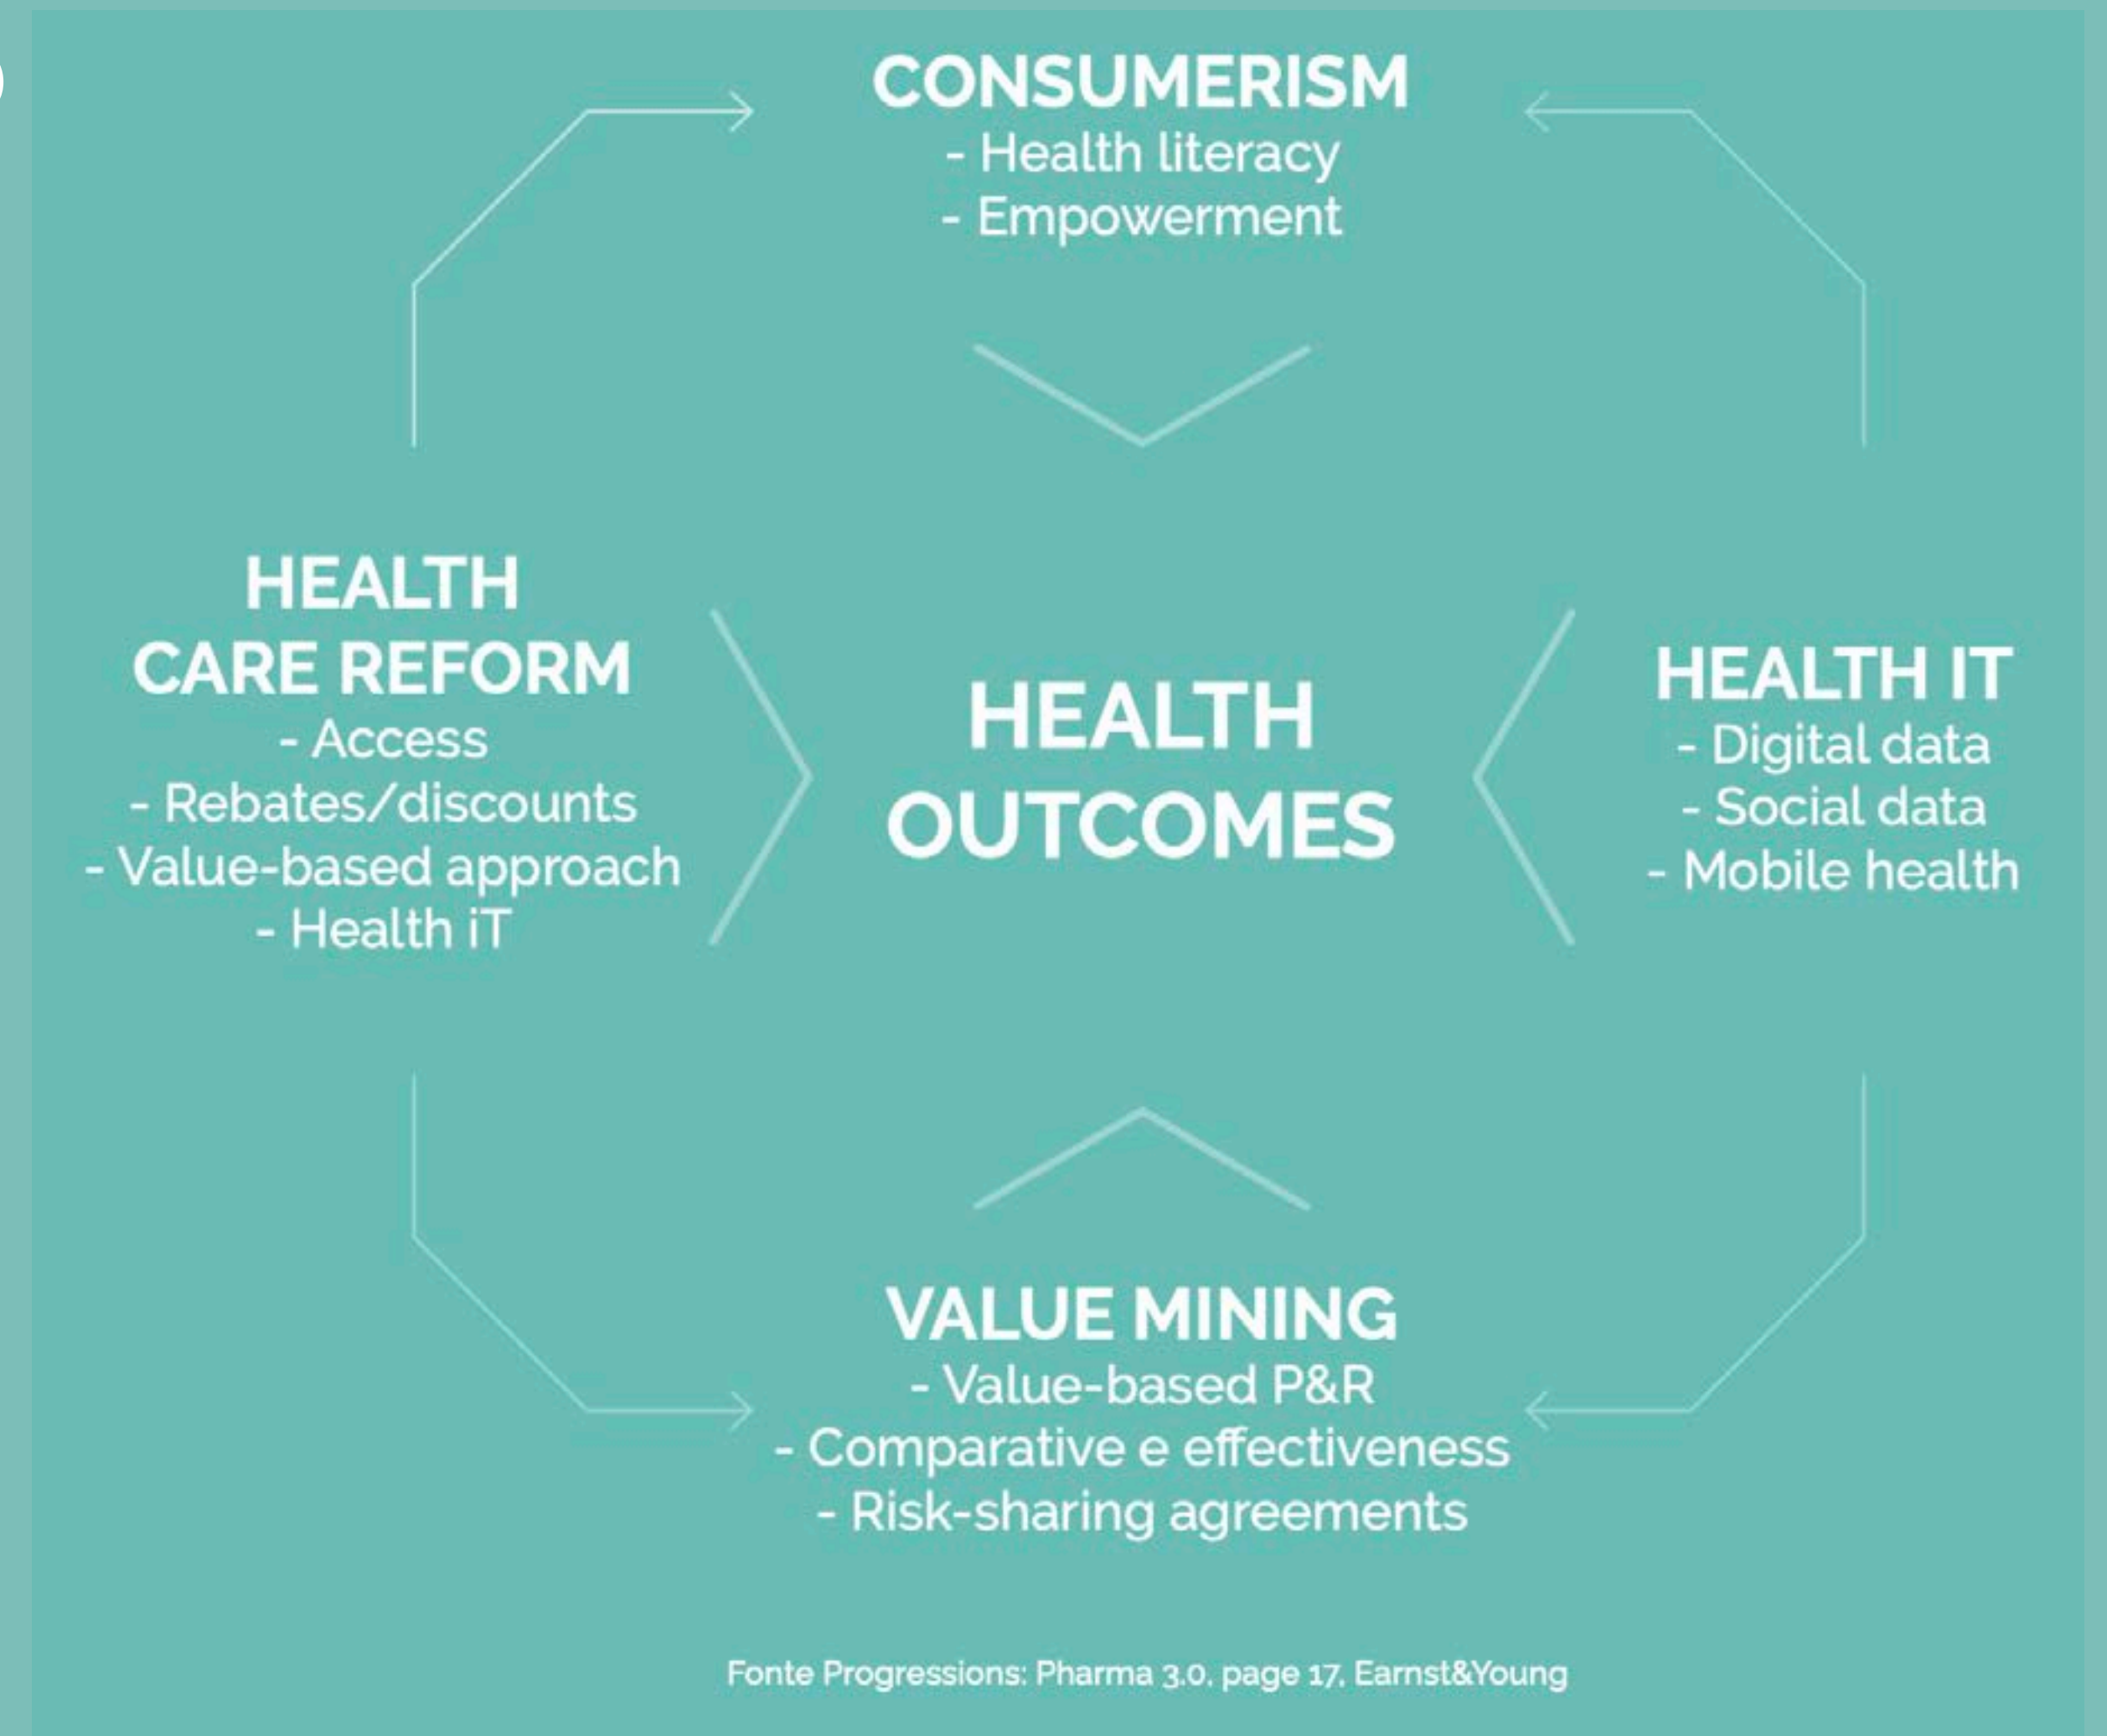 CONSUMERISM
- Health literacy
- Empowerment
HEALTH
CARE REFORM
- Access
- Rebates/discounts
- Value-based approach
- Health iT
HEALTH
OUTCOMES
HEALTH IT
- Digital data
- Social data
- Mobile health
VALUE MINING
- Value-based P&R
- Comparative e effectiveness
- Risk-sharing agreements
Fonte Progressions: Pharma 3.0, page 17, Earnst&Young